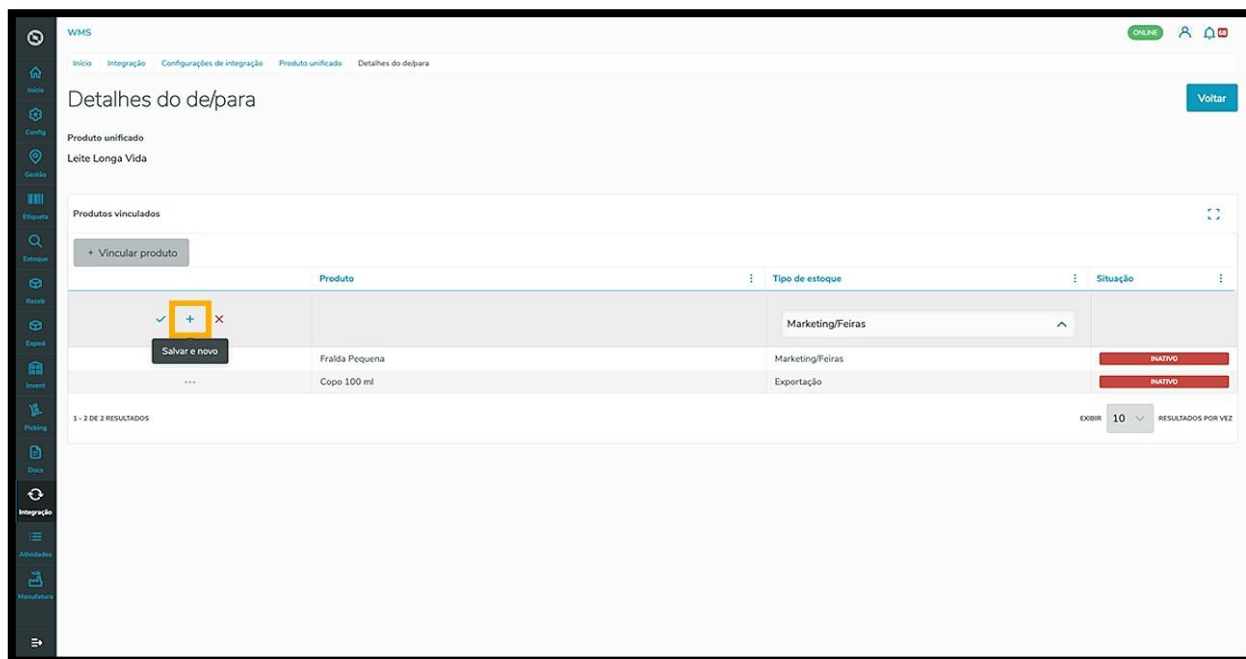 WMS
ONLINE
68
Início Integração Configurações de integração Produto unificado Detalhes do de/para
Detalhes do de/para
Voltar
Produto unificado
Leite Longa Vida
Produtos vinculados
+ Vincular produto
Produto Tipo de estoque Situação
Marketing/Feiras
Salvar e novo
Fralda Pequena Marketing/Feiras INATIVO
Copo 100 ml Exportação INATIVO
1 - 2 DE 2 RESULTADOS
EXIBIR 10 RESULTADOS POR VEZ
Início
Config
Gestão
Etiqueta
Estoque
Receb
Exped
Invent
Picking
Docs
Integração
Atividades
Manufatura